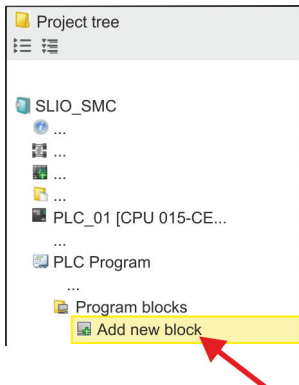 Project tree
SLIO_SMC
...
...
...
...
PLC_01 [CPU 015-CE...
...
PLC Program
...
Program blocks
Add new block